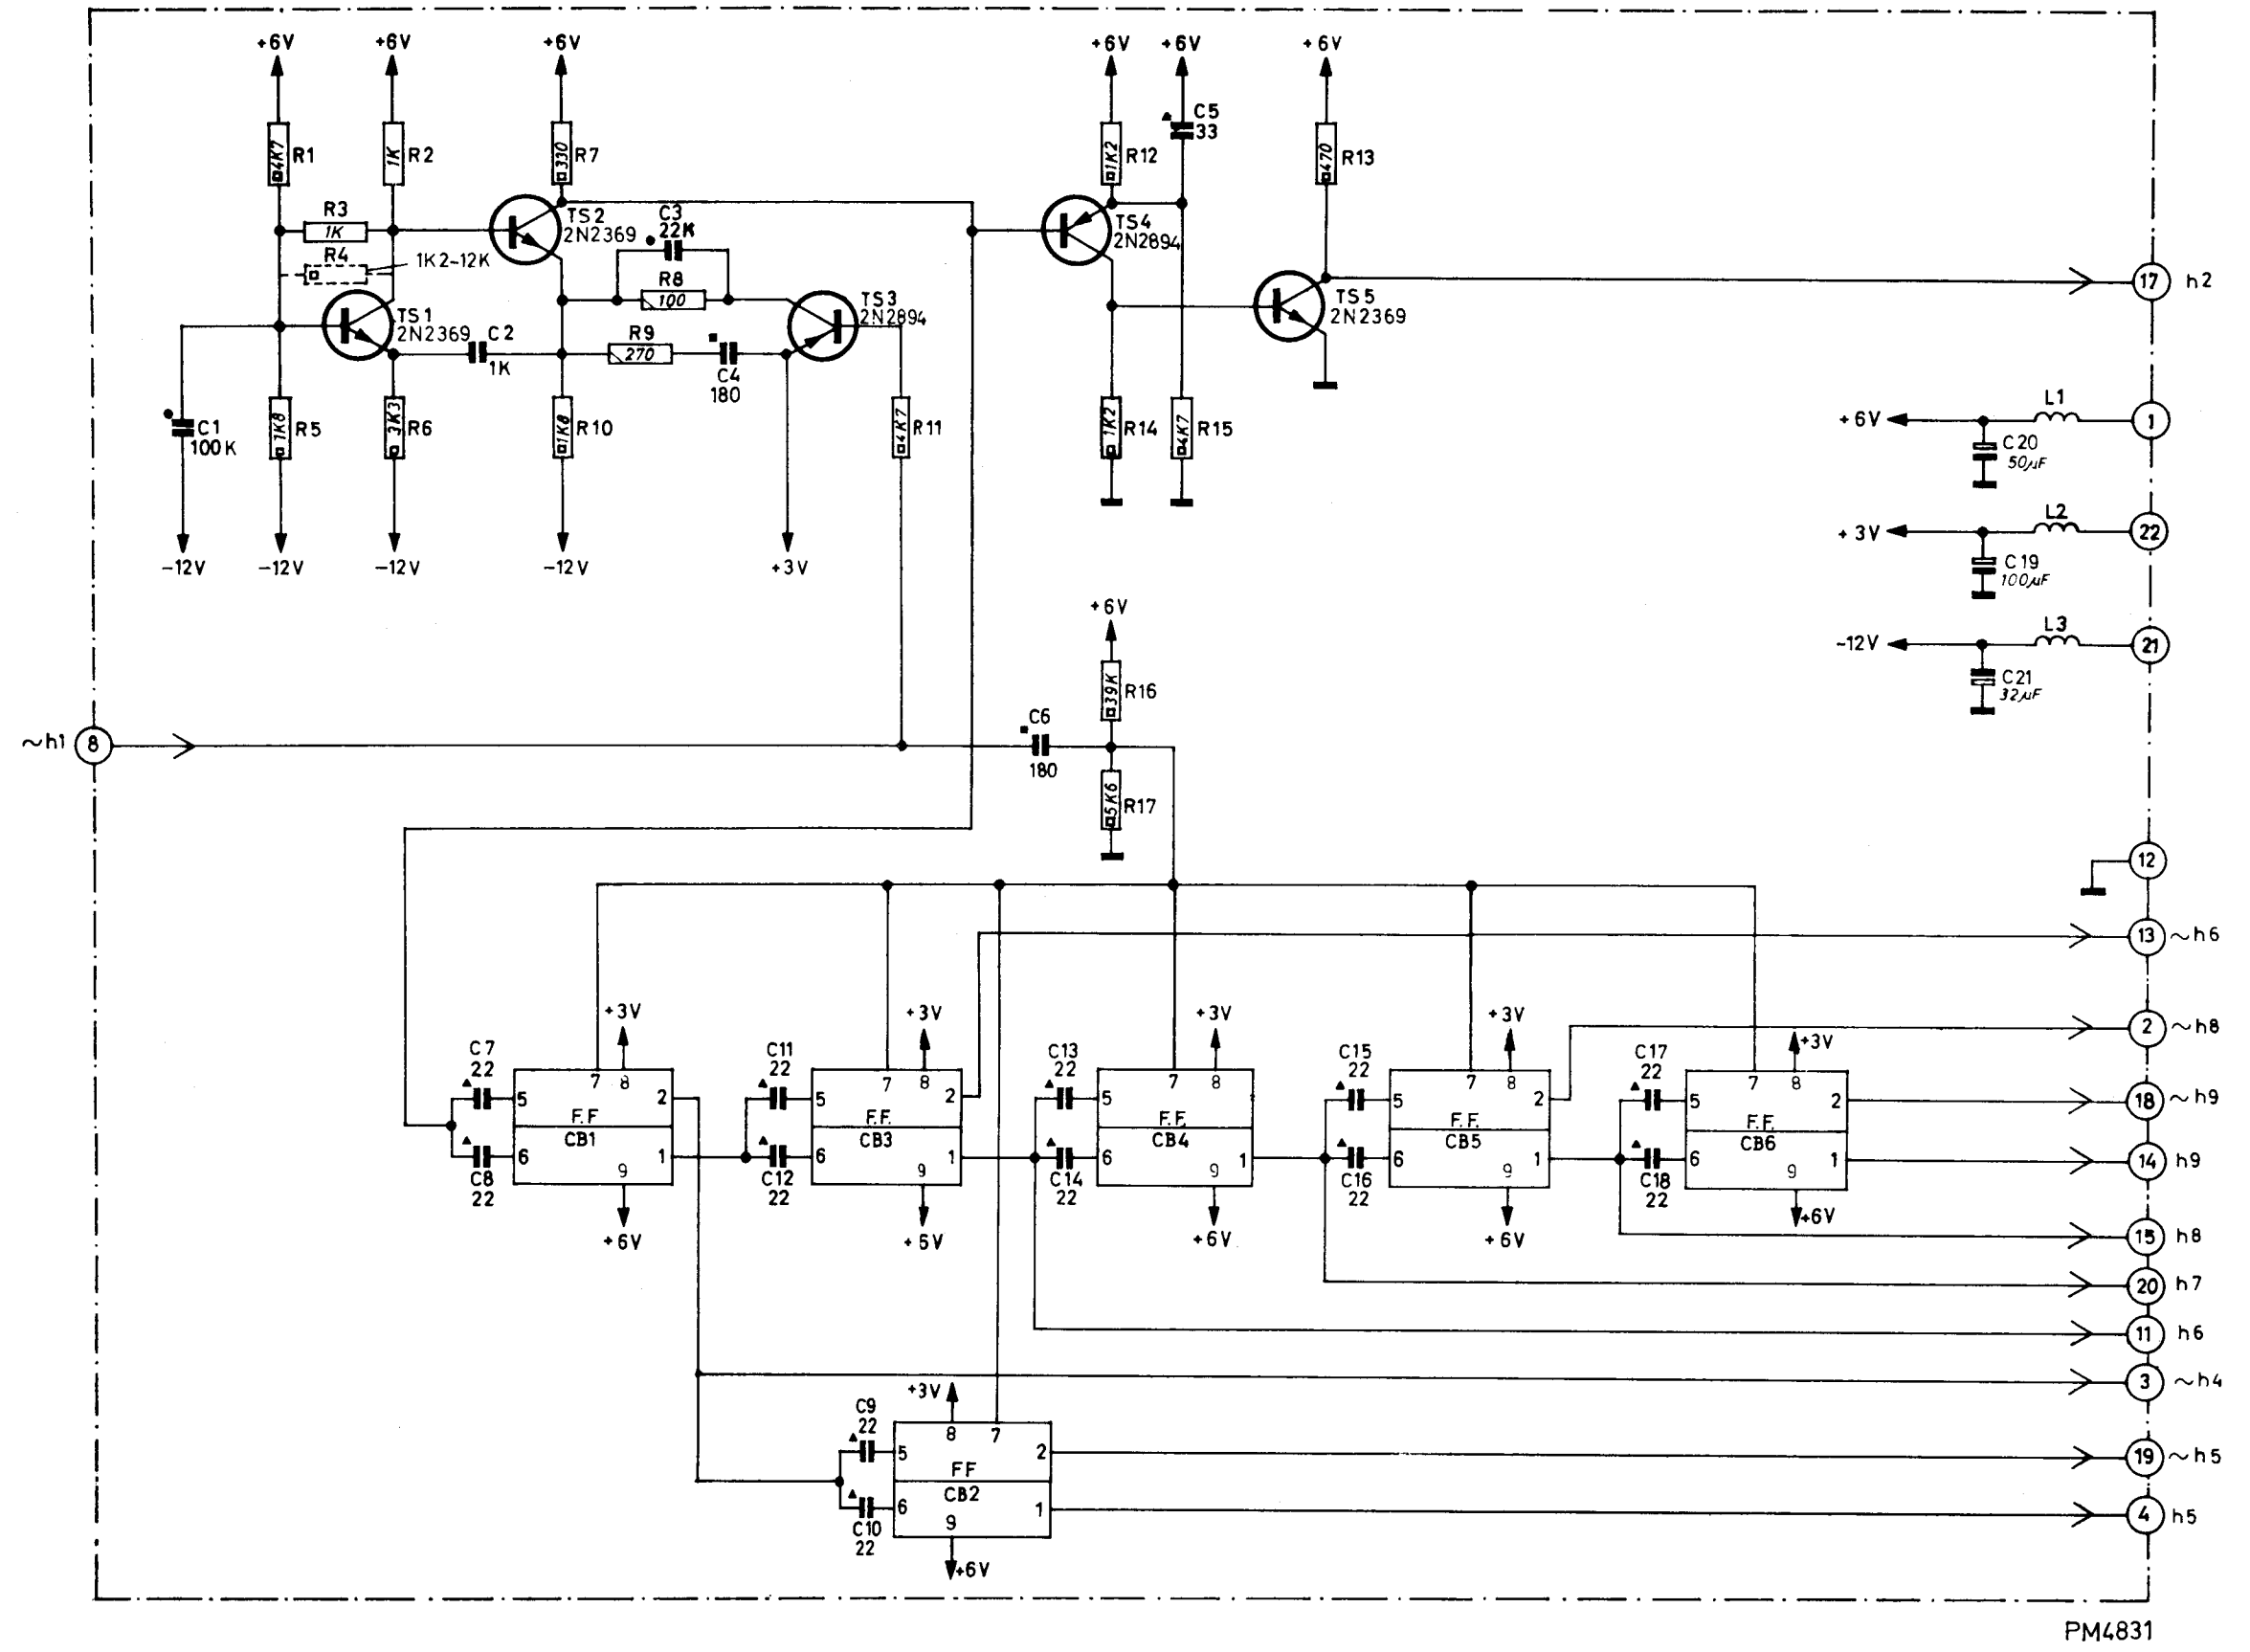 +6V
+6V
+6V
+6V
+6V
+6V
4K7
R1
1K
R2
330
R7
1K2
R12
C5
33
470
R13
R3
1K
R4
1K2-12K
TS2
2N2369
C3
22K
R8
100
TS4
2N2894
TS1
2N2369
C2
1K
R9
270
C4
180
TS3
2N2894
TS5
2N2369
17
h2
C1
100K
1K8
R5
3K3
R6
1K8
R10
4K7
R11
1K2
R14
4K7
R15
-12V
-12V
-12V
-12V
+3V
+6V
L1
1
C20
50µF
+3V
L2
22
C19
100µF
-12V
L3
21
C21
32µF
+6V
39K
R16
~h1
8
C6
180
5K6
R17
12
13
~h6
2
~h8
18
~h9
14
h9
15
h8
20
h7
11
h6
3
~h4
19
~h5
4
h5
+3V
C7
22
7
8
5
2
F.F
CB1
6
1
9
C8
22
+6V
+3V
C11
22
7
8
5
2
F.F.
CB3
6
1
9
C12
22
+6V
+3V
C13
22
7
8
5
F.F.
CB4
6
1
9
C14
22
+6V
+3V
C15
22
7
8
5
2
F.F.
CB5
6
1
9
C16
22
+6V
+3V
C17
22
7
8
5
2
F.F.
CB6
6
1
9
C18
22
+6V
+3V
C9
22
8
7
5
2
FF
CB2
6
1
9
C10
22
+6V
PM4831